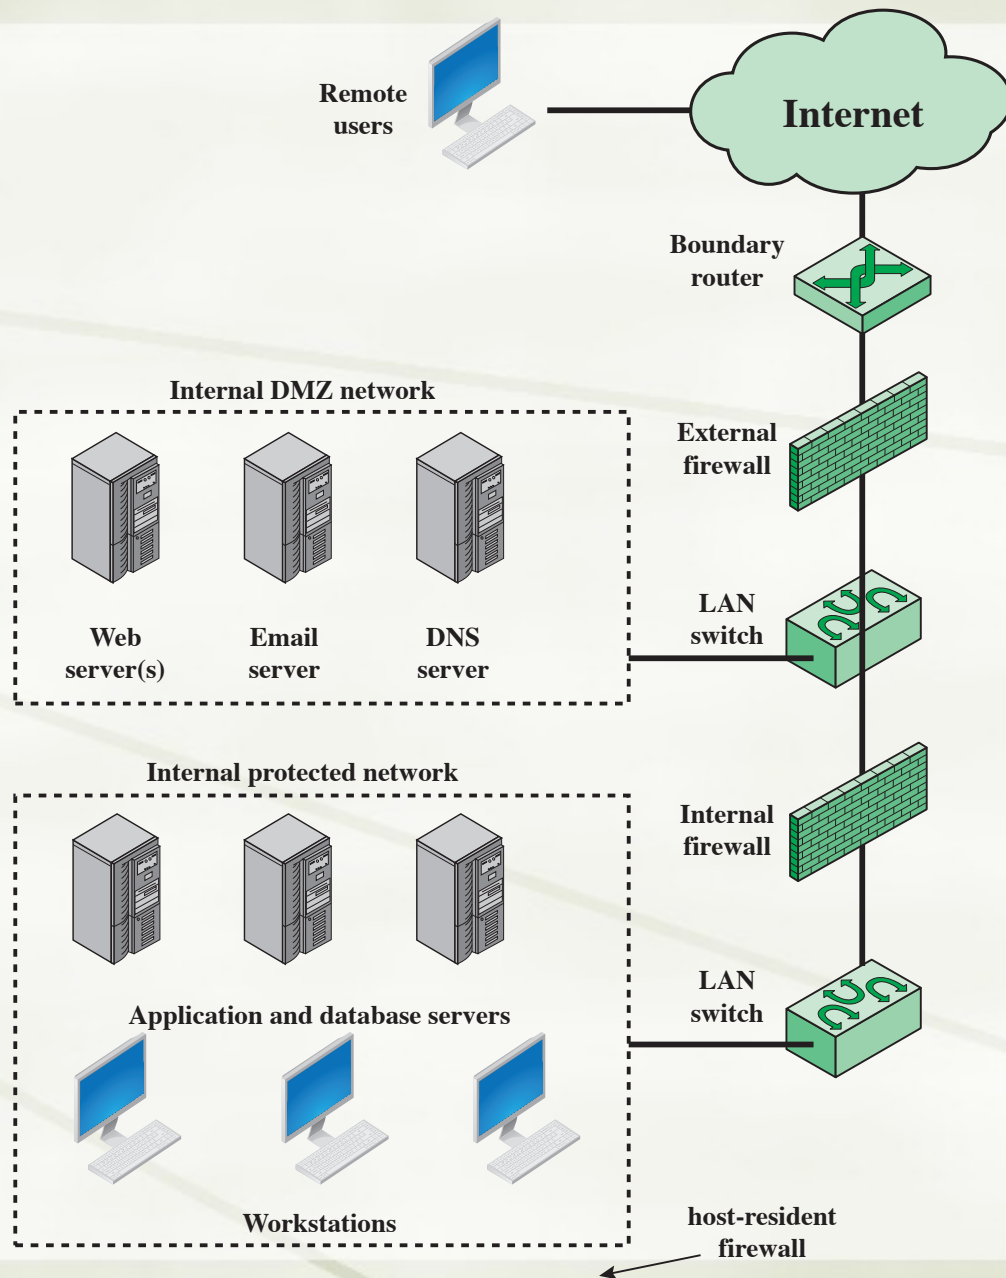 Remote
users
Internet
Boundary
router
Internal DMZ network
External
firewall
Web
server(s)
Email
server
DNS
server
LAN
switch
Internal protected network
Internal
firewall
Application and database servers
LAN
switch
Workstations
host-resident
firewall